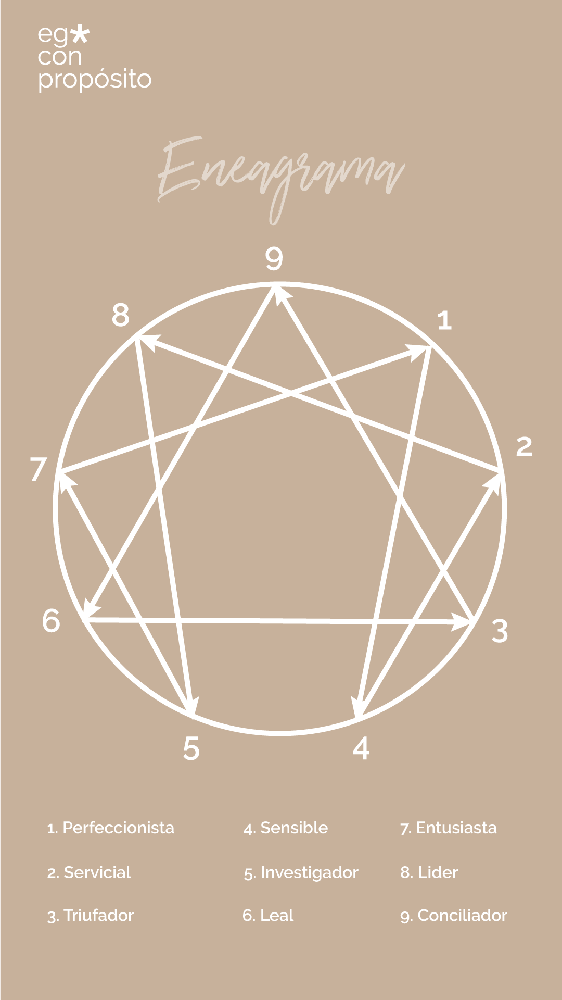 eg*
con
propósito
Eneagrama
9
8
1
2
7
6
3
5
4
1. Perfeccionista
2. Servicial
3. Triufador
4. Sensible
5. Investigador
6. Leal
7. Entusiasta
8. Lider
9. Conciliador